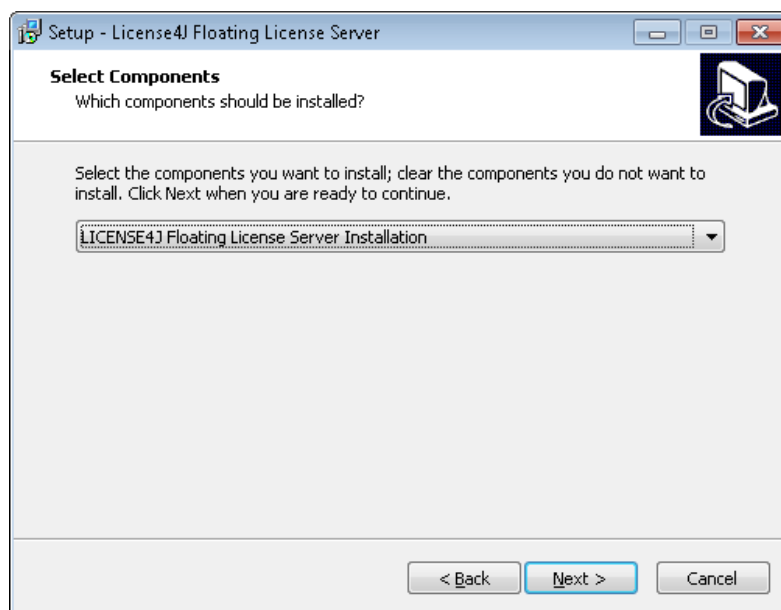 Setup - License4J Floating License Server
Select Components
Which components should be installed?
Select the components you want to install; clear the components you do not want to
install. Click Next when you are ready to continue.
LICENSE4J Floating License Server Installation
< Back
Next >
Cancel